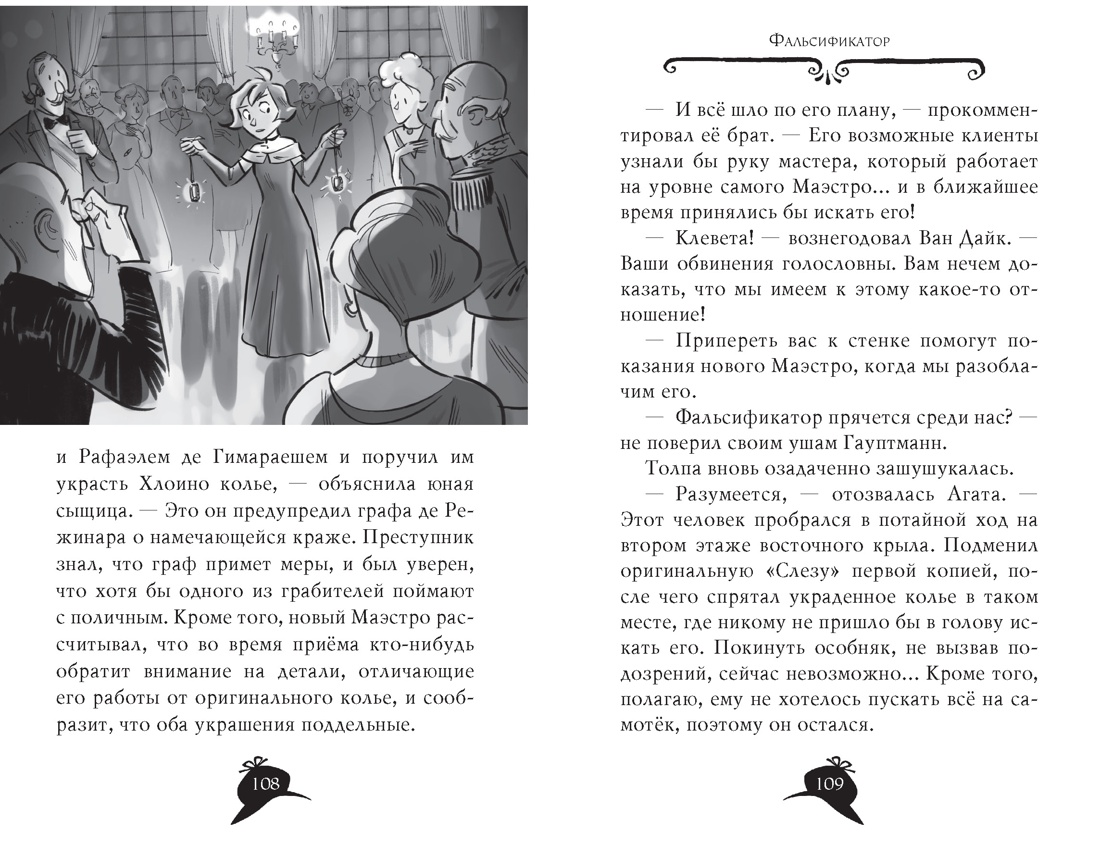 и Рафаэлем де Гимараешем и поручил им
украсть Хлоино колье, — объяснила юная
сыщица. — Это он предупредил графа де Ре-
жинара о намечающейся краже. Преступник
знал, что граф примет меры, и был уверен,
что хотя бы одного из грабителей поймают
с поличным. Кроме того, новый Маэстро рас-
считывал, что во время приёма кто-нибудь
обратит внимание на детали, отличающие
его работы от оригинального колье, и сооб-
разит, что оба украшения поддельные.
108
Фальсификатор
— И всё шло по его плану, — прокоммен-
тировал её брат. — Его возможные клиенты
узнали бы руку мастера, который работает
на уровне самого Маэстро... и в ближайшее
время принялись бы искать его!
— Клевета! — вознегодовал Ван Дайк. —
Ваши обвинения голословны. Вам нечем до-
казать, что мы имеем к этому какое-то от-
ношение!
— Припереть вас к стенке помогут по-
казания нового Маэстро, когда мы разобла-
чим его.
— Фальсификатор прячется среди нас? —
не поверил своим ушам Гауптманн.
Толпа вновь озадаченно зашушукалась.
— Разумеется, — отозвалась Агата. —
Этот человек пробрался в потайной ход на
втором этаже восточного крыла. Подменил
оригинальную «Слезу» первой копией, по-
сле чего спрятал украденное колье в таком
месте, где никому не пришло бы в голову ис-
кать его. Покинуть особняк, не вызвав по-
дозрений, сейчас невозможно... Кроме того,
полагаю, ему не хотелось пускать всё на са-
мотёк, поэтому он остался.
109